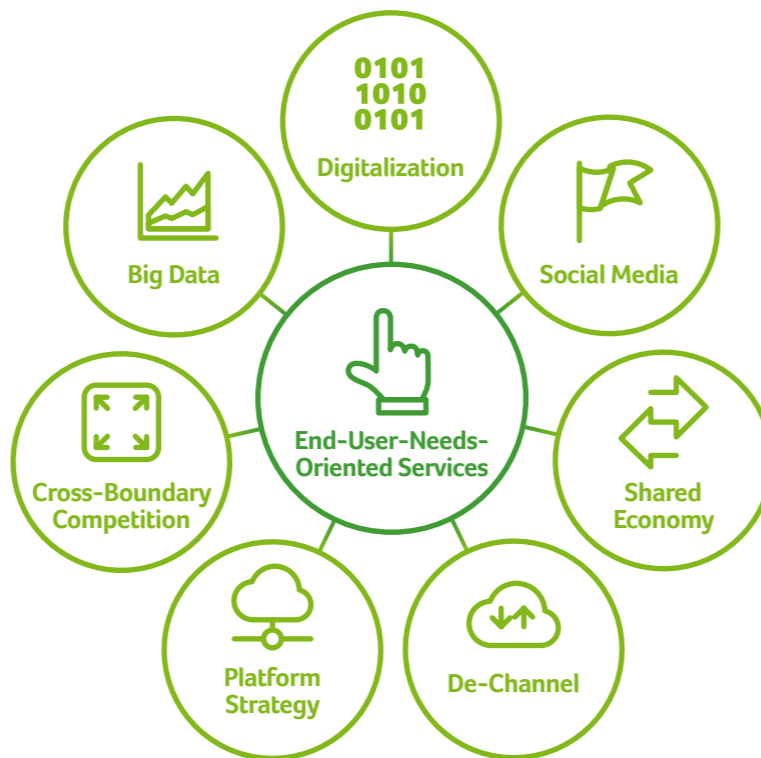 0101
1010
0101
Digitalization
Big Data
Social Media
End-User-Needs-
Oriented Services
Cross-Boundary
Competition
Shared
Economy
Platform
Strategy
De-Channel